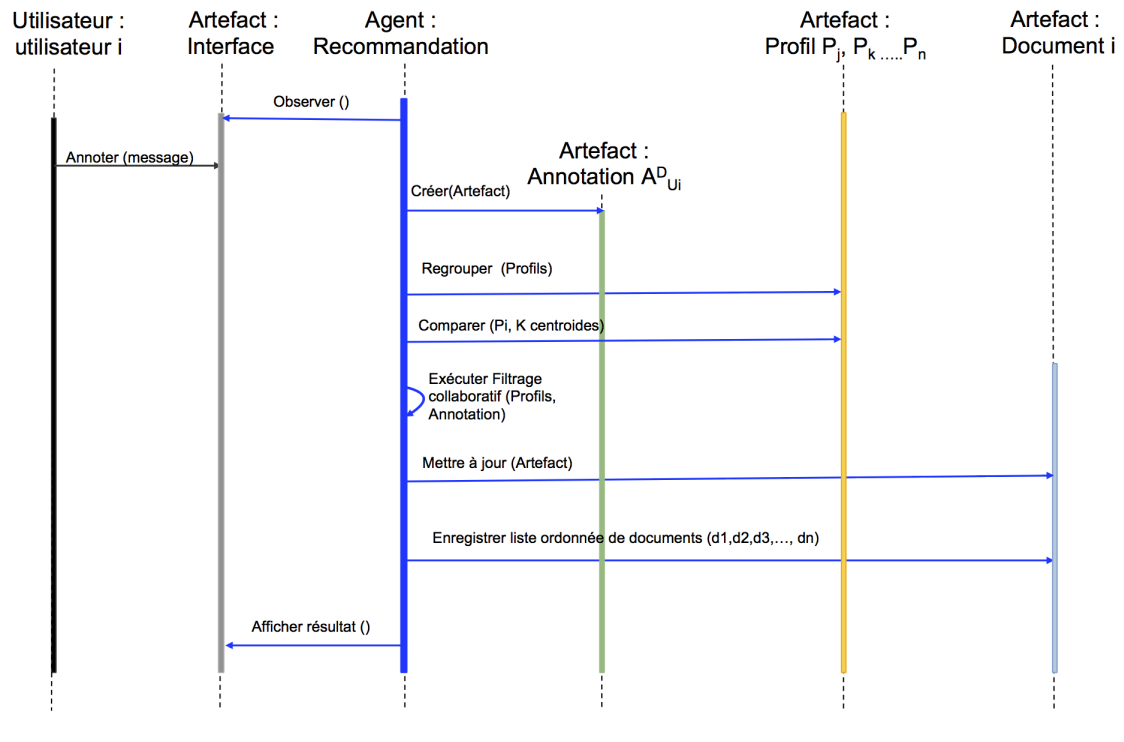 Utilisateur :
utilisateur i
Artefact :
Interface
Agent :
Recommandation
Artefact :
Profil Pj, Pk …..Pn
Artefact :
Document i
Observer ()
Annoter (message)
Artefact :
Annotation ADUi
Créer(Artefact)
Regrouper (Profils)
Comparer (Pi, K centroides)
Exécuter Filtrage
collaboratif (Profils,
Annotation)
Mettre à jour (Artefact)
Enregistrer liste ordonnée de documents (d1,d2,d3,…, dn)
Afficher résultat ()